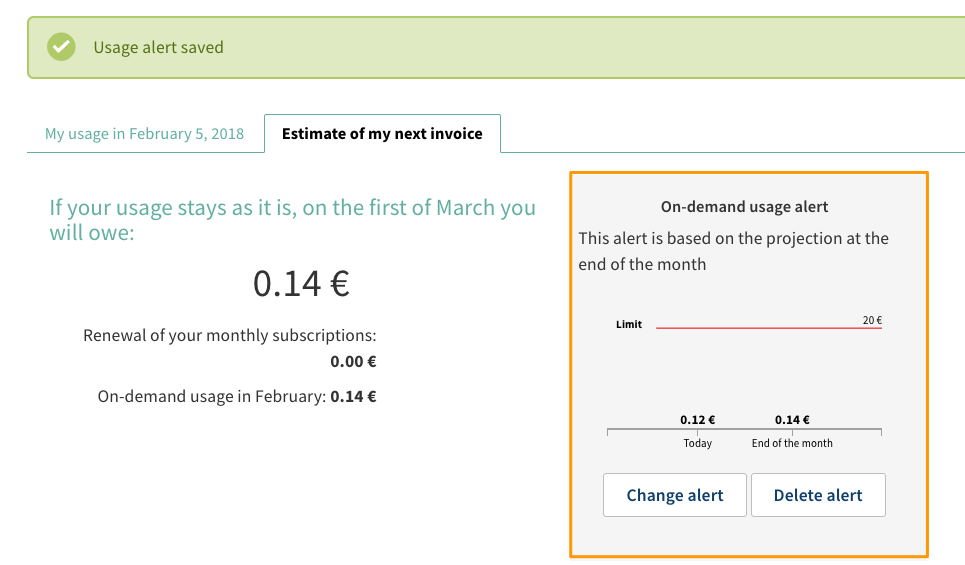 Usage alert saved
My usage in February 5, 2018
Estimate of my next invoice
If your usage stays as it is, on the first of March you
will owe:
0.14 €
Renewal of your monthly subscriptions:
0.00 €
On-demand usage in February: 0.14 €
On-demand usage alert
This alert is based on the projection at the
end of the month
Limit
20 €
0.12 €
0.14 €
Today
End of the month
Change alert
Delete alert